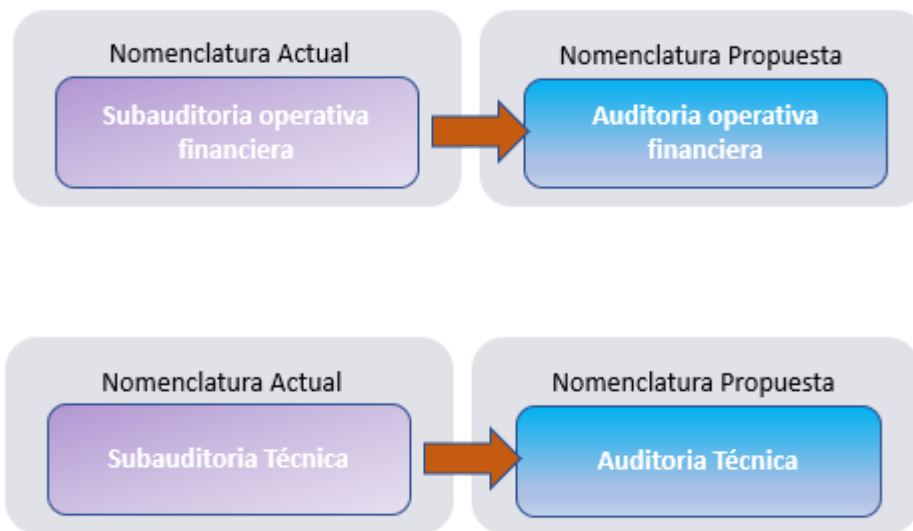 Nomenclatura Actual
Nomenclatura Propuesta
Subauditoria operativa
financiera
Auditoria operativa
financiera
Nomenclatura Actual
Nomenclatura Propuesta
Subauditoria Técnica
Auditoria Técnica